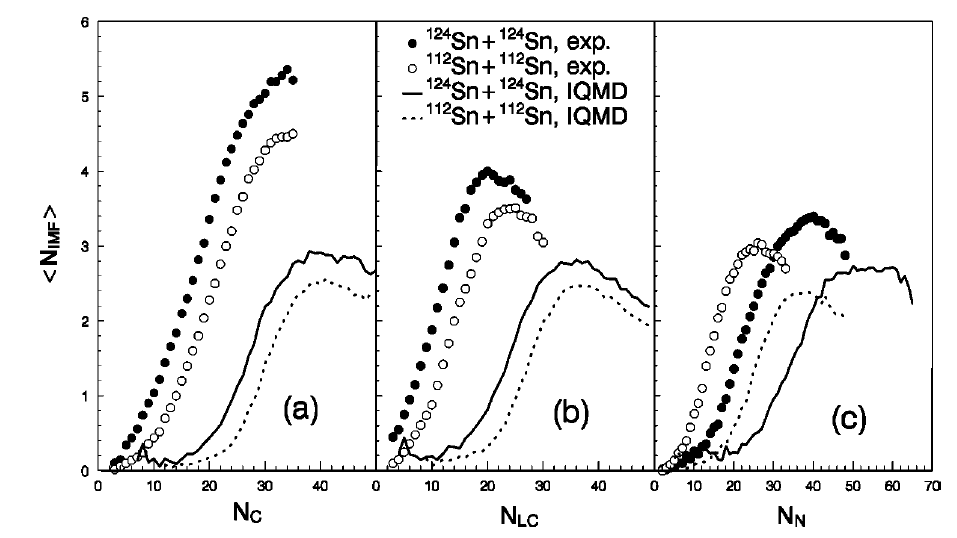 <N_IMF>
6
5
4
3
2
1
0
¹²⁴Sn+¹²⁴Sn, exp.
¹¹²Sn+¹¹²Sn, exp.
¹²⁴Sn+¹²⁴Sn, IQMD
¹¹²Sn+¹¹²Sn, IQMD
(a)
(b)
(c)
0 10 20 30 40 0 10 20 30 0 10 20 30 40 50 60 70
N_C N_LC N_N